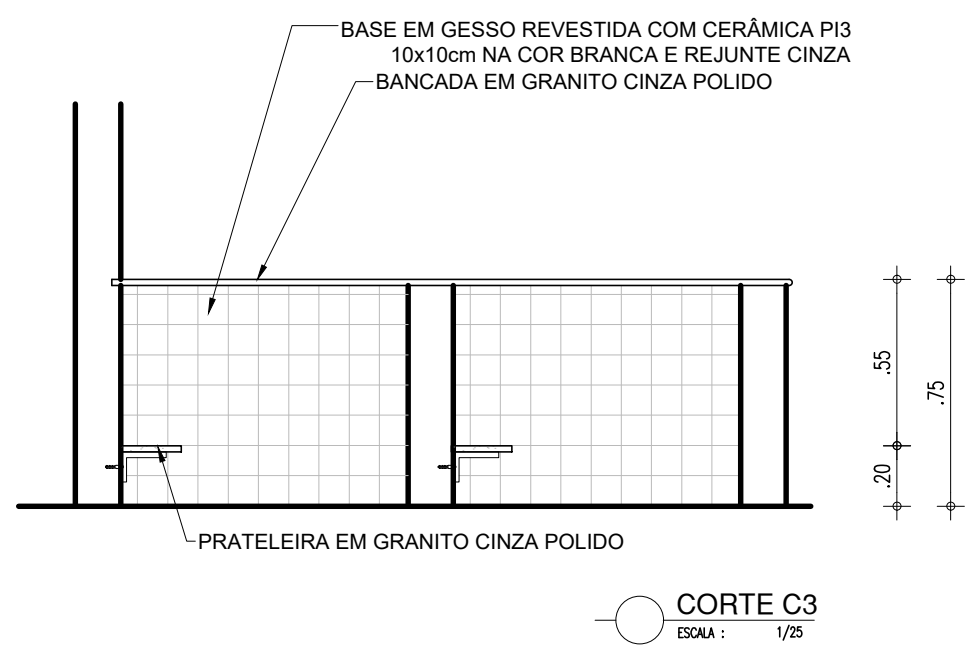 BASE EM GESSO REVESTIDA COM CERÂMICA PI3
10x10cm NA COR BRANCA E REJUNTE CINZA
BANCADA EM GRANITO CINZA POLIDO
.55
.75
.20
PRATELEIRA EM GRANITO CINZA POLIDO
CORTE C3
ESCALA : 1/25